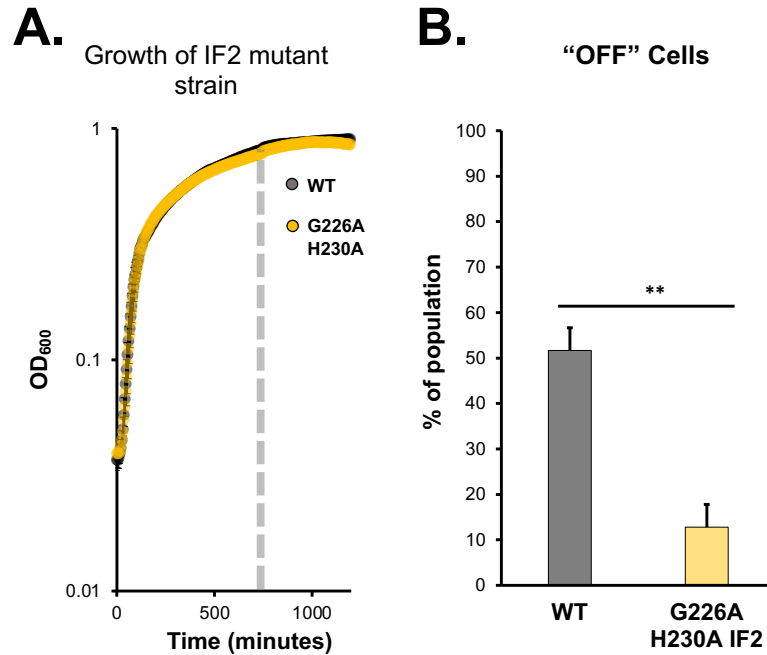 A.
Growth of IF2 mutant
strain
1
0.1
0.01
OD600
0
500
1000
Time (minutes)
WT
G226A
H230A
B.
“OFF” Cells
100
90
80
70
60
50
40
30
20
10
0
% of population
**
WT
G226A
H230A IF2